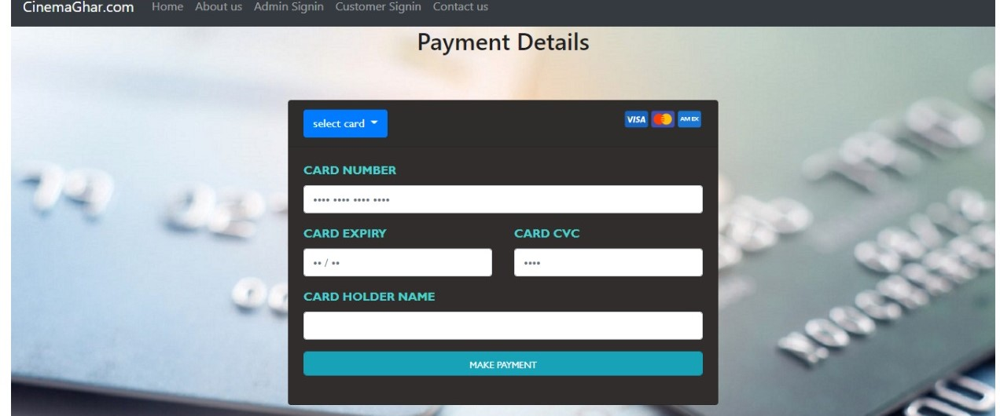 CinemaGhar.com Home About us Admin Signin Customer Signin Contact us
Payment Details
select card VISA AMEX
CARD NUMBER
•••• •••• •••• ••••
CARD EXPIRY CARD CVC
•• / •• ••••
CARD HOLDER NAME
MAKE PAYMENT